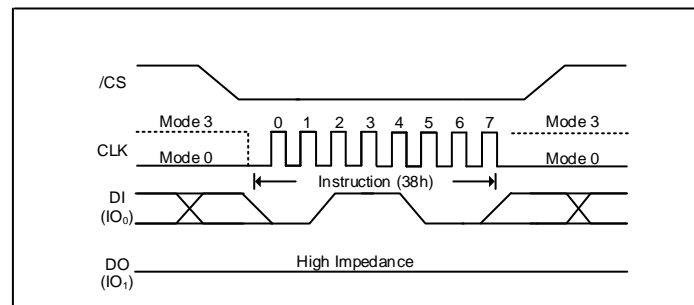 /CS
Mode 3 0 1 2 3 4 5 6 7 Mode 3
CLK
Mode 0 Mode 0
Instruction (38h)
DI
(IO₀)
High Impedance
DO
(IO₁)